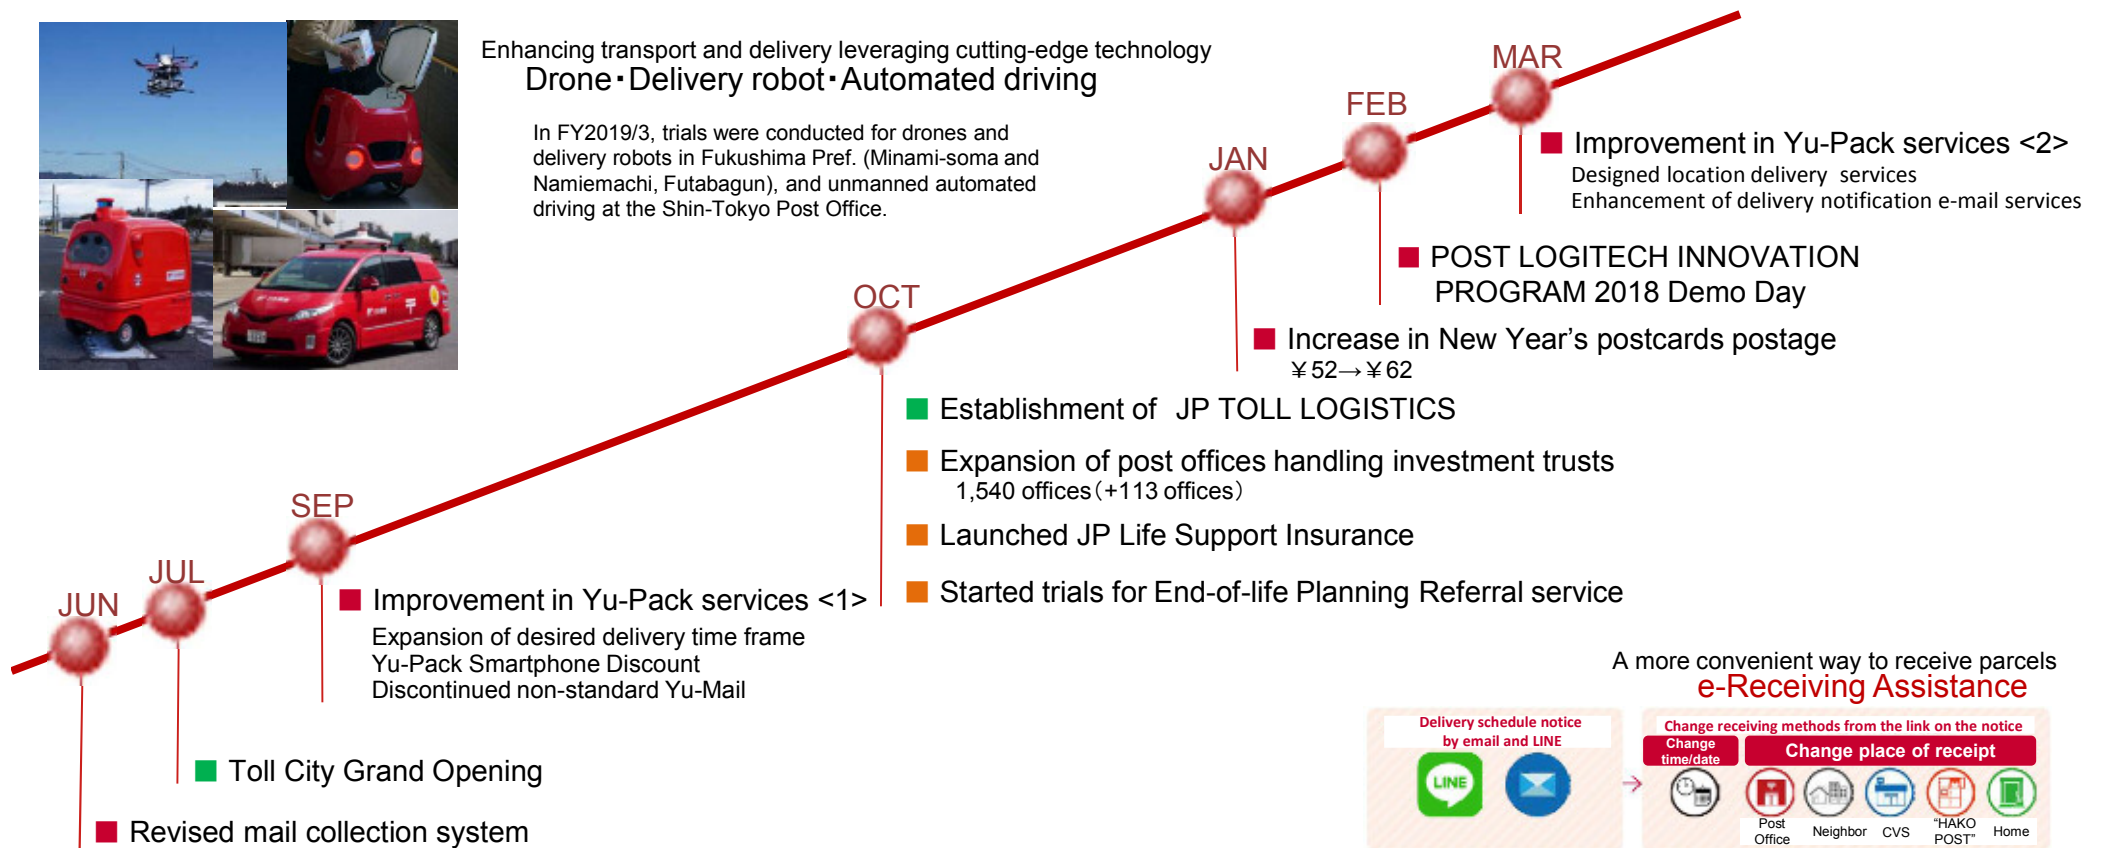 Enhancing transport and delivery leveraging cutting-edge technology
Drone･Delivery robot･Automated driving
In FY2019/3, trials were conducted for drones and
delivery robots in Fukushima Pref. (Minami-soma and
Namiemachi, Futabagun), and unmanned automated
driving at the Shin-Tokyo Post Office.
MAR
■ Improvement in Yu-Pack services <2>
Designed location delivery services
Enhancement of delivery notification e-mail services
FEB
■ POST LOGITECH INNOVATION
PROGRAM 2018 Demo Day
JAN
■ Increase in New Year's postcards postage
￥52→￥62
OCT
■ Establishment of JP TOLL LOGISTICS
■ Expansion of post offices handling investment trusts
1,540 offices（+113 offices）
■ Launched JP Life Support Insurance
■ Started trials for End-of-life Planning Referral service
SEP
■ Improvement in Yu-Pack services <1>
Expansion of desired delivery time frame
Yu-Pack Smartphone Discount
Discontinued non-standard Yu-Mail
JUL
■ Toll City Grand Opening
JUN
■ Revised mail collection system
A more convenient way to receive parcels
e-Receiving Assistance
Delivery schedule notice
by email and LINE
LINE
Change receiving methods from the link on the notice
Change
time/date
Change place of receipt
Post
Office
Neighbor
CVS
“HAKO
POST”
Home